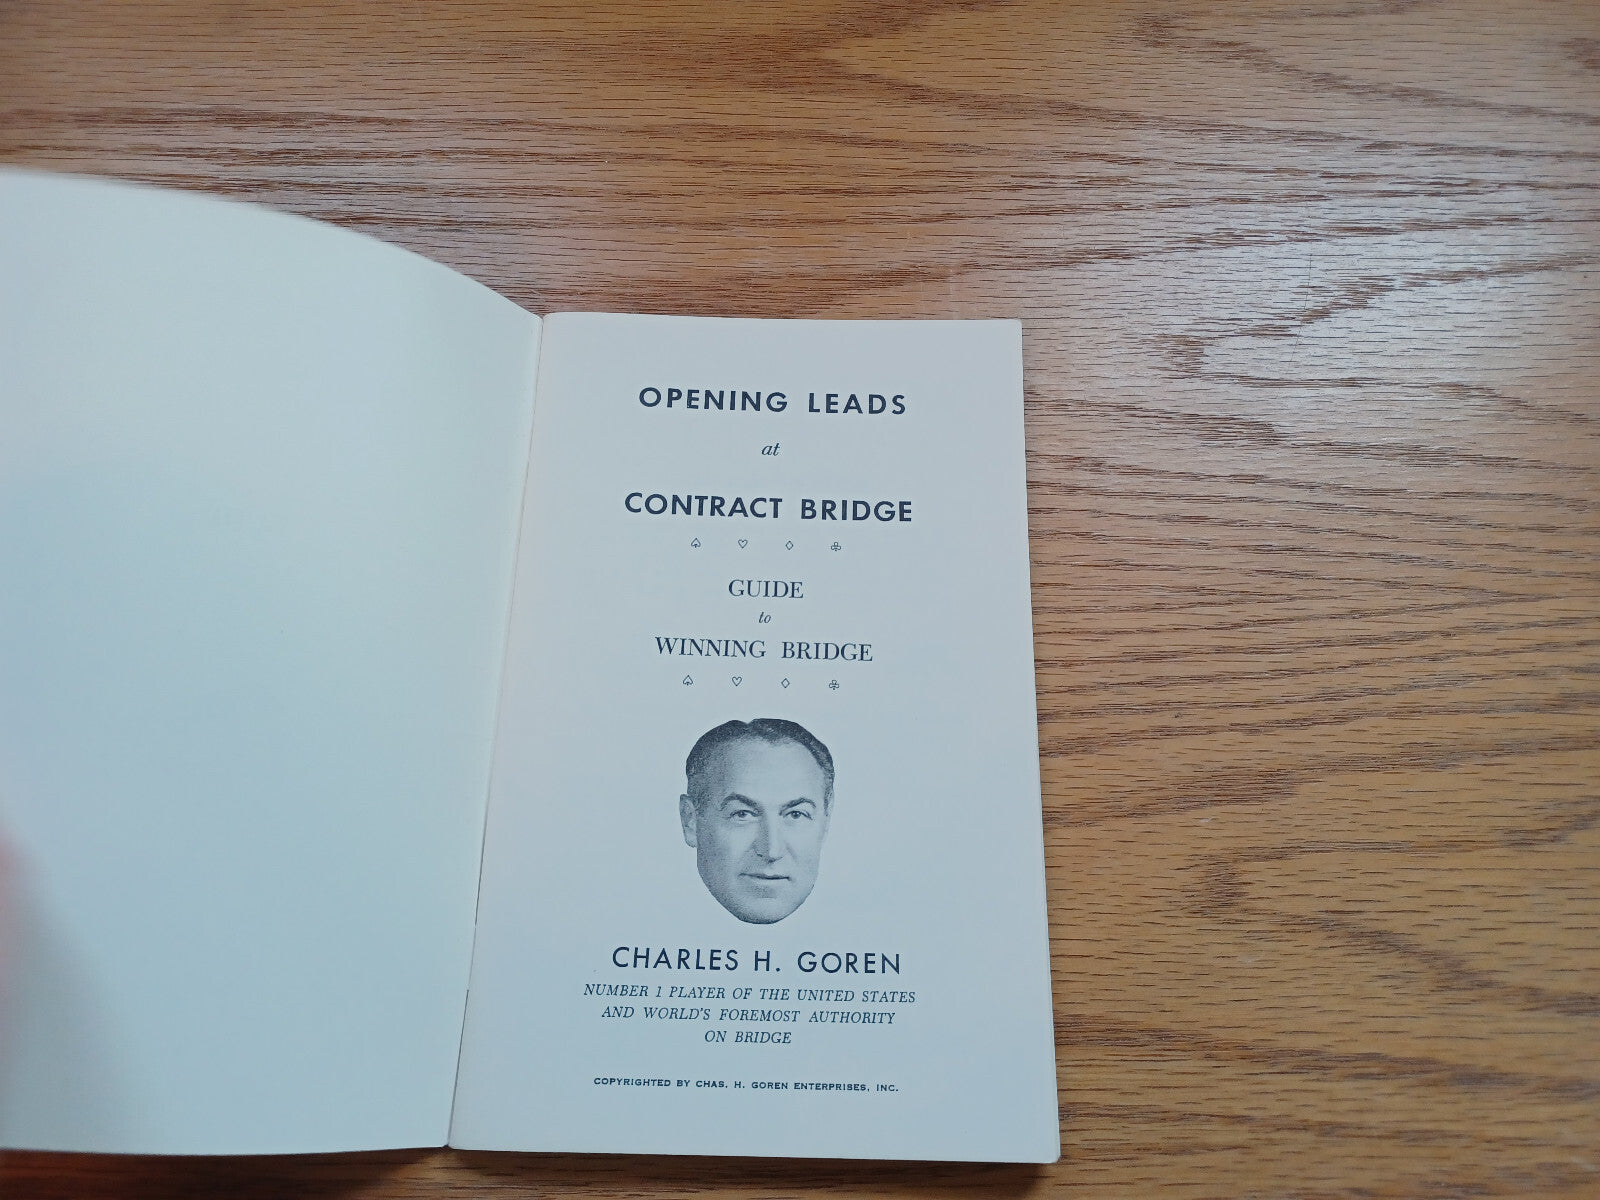 OPENING LEADS
at
CONTRACT BRIDGE
♤ ♡ ♢ ♧
GUIDE
to
WINNING BRIDGE
♤ ♡ ♢ ♧
CHARLES H. GOREN
NUMBER 1 PLAYER OF THE UNITED STATES
AND WORLD'S FOREMOST AUTHORITY
ON BRIDGE
COPYRIGHTED BY CHAS. H. GOREN ENTERPRISES, INC.